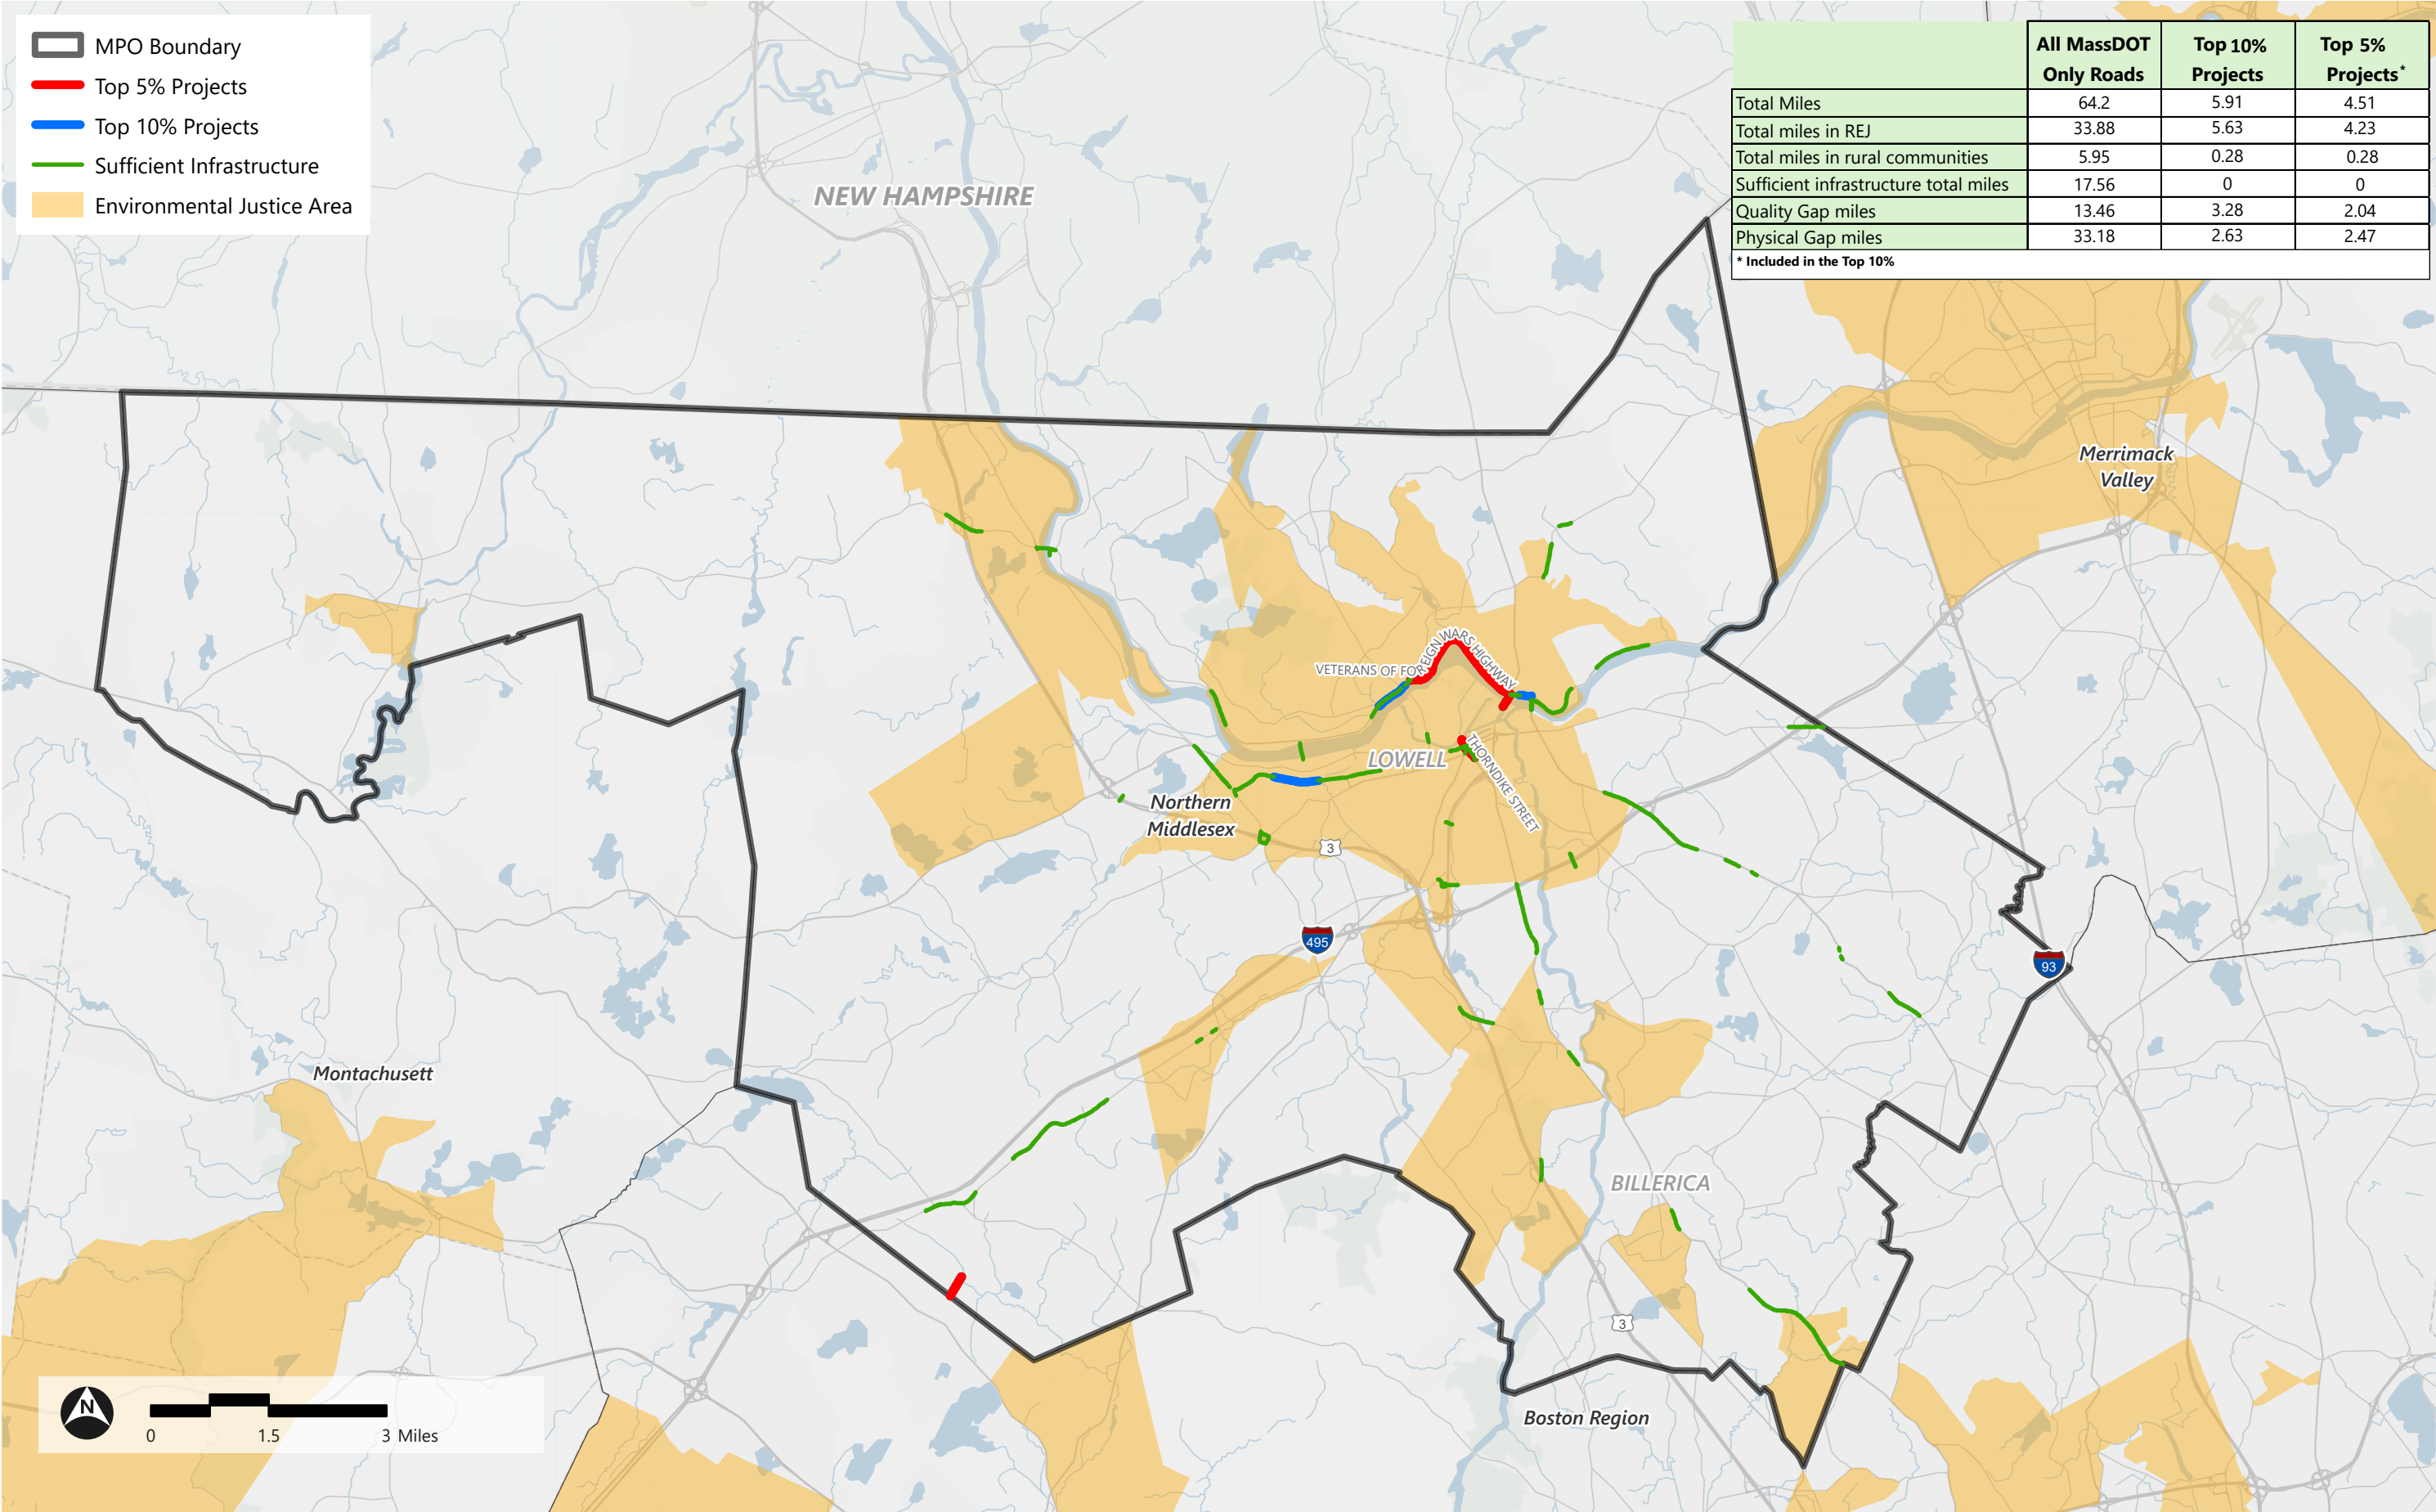 MPO Boundary
Top 5% Projects
Top 10% Projects
Sufficient Infrastructure
Environmental Justice Area
All MassDOT Only Roads | Top 10% Projects | Top 5% Projects*
Total Miles | 64.2 | 5.91 | 4.51
Total miles in REJ | 33.88 | 5.63 | 4.23
Total miles in rural communities | 5.95 | 0.28 | 0.28
Sufficient infrastructure total miles | 17.56 | 0 | 0
Quality Gap miles | 13.46 | 3.28 | 2.04
Physical Gap miles | 33.18 | 2.63 | 2.47
* Included in the Top 10%
NEW HAMPSHIRE
Merrimack
Valley
VETERANS OF FOREIGN WARS HIGHWAY
LOWELL
THORNDIKE STREET
Northern
Middlesex
3
495
93
Montachusett
BILLERICA
3
Boston Region
N
0 1.5 3 Miles